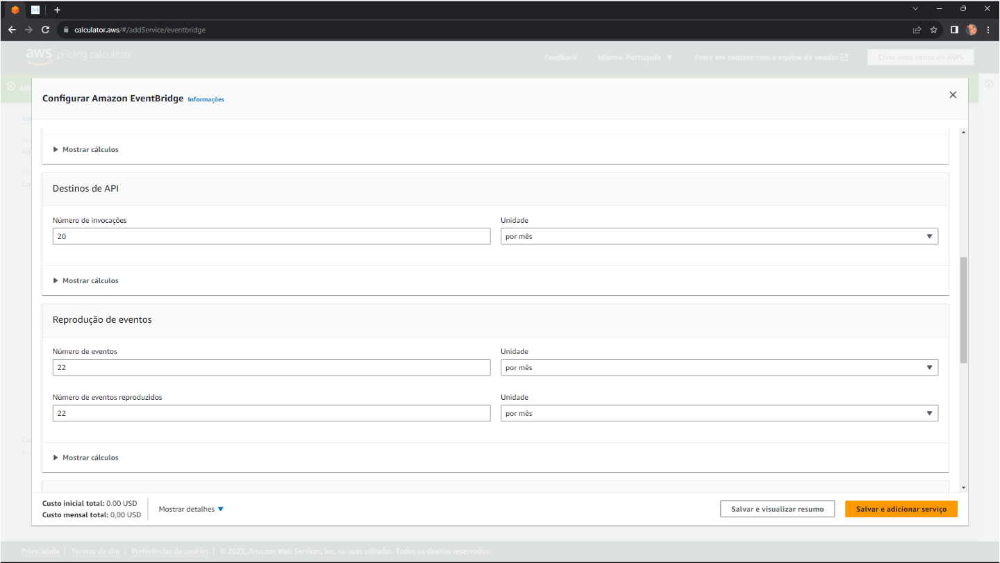 calculator.aws/#/addService/eventbridge
aws pricing calculator
Feedback
Idioma: Português
Entre em contato com a equipe de vendas
Criar uma conta da AWS
Configurar Amazon EventBridge Informações
Mostrar cálculos
Destinos de API
Número de invocações
Unidade
20
por mês
Mostrar cálculos
Reprodução de eventos
Número de eventos
Unidade
22
por mês
Número de eventos reproduzidos
Unidade
22
por mês
Mostrar cálculos
Custo inicial total: 0.00 USD
Custo mensal total: 0,00 USD
Mostrar detalhes
Salvar e visualizar resumo
Salvar e adicionar serviço
Privacidade
Termos do site
Preferências de cookies
© 2023, Amazon Web Services, Inc. ou suas afiliadas. Todos os direitos reservados.